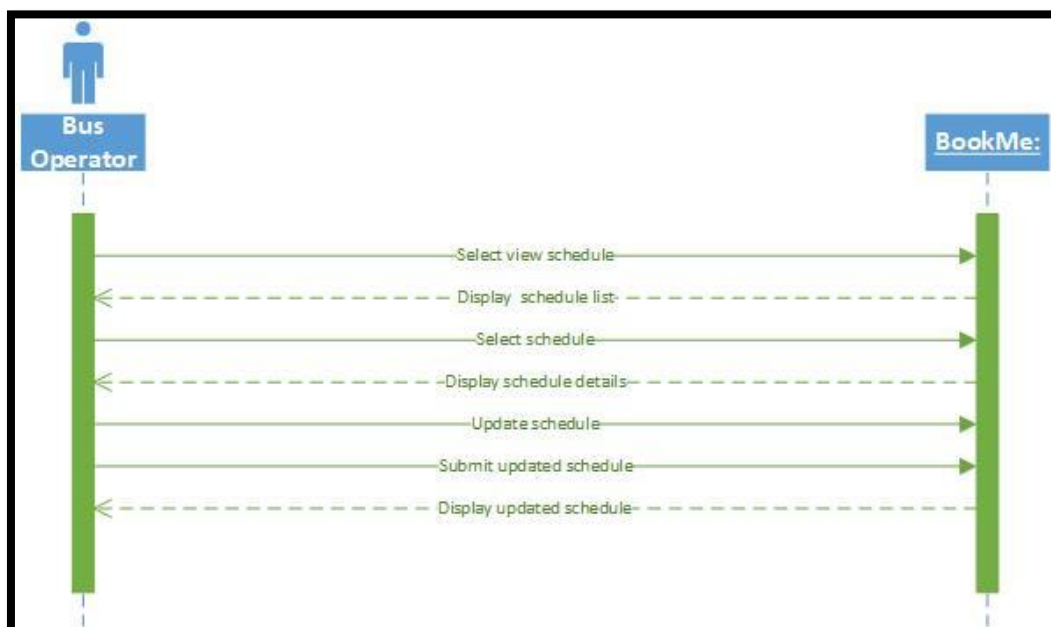 Bus
Operator
BookMe:
Select view schedule
Display schedule list
Select schedule
Display schedule details
Update schedule
Submit updated schedule
Display updated schedule